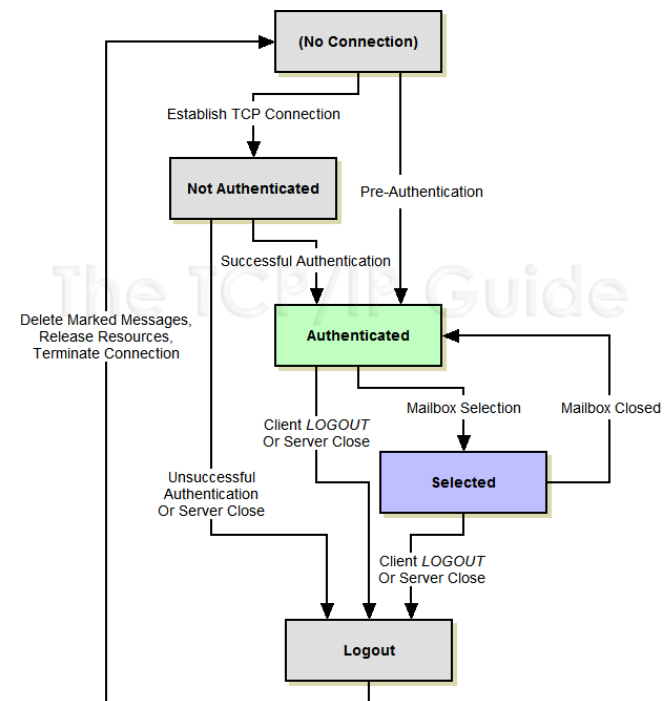 (No Connection)
Establish TCP Connection
Not Authenticated
Pre-Authentication
Successful Authentication
The TCP/IP Guide
Delete Marked Messages,
Release Resources,
Terminate Connection
Authenticated
Mailbox Selection
Mailbox Closed
Client LOGOUT
Or Server Close
Unsuccessful
Authentication
Or Server Close
Selected
Client LOGOUT
Or Server Close
Logout